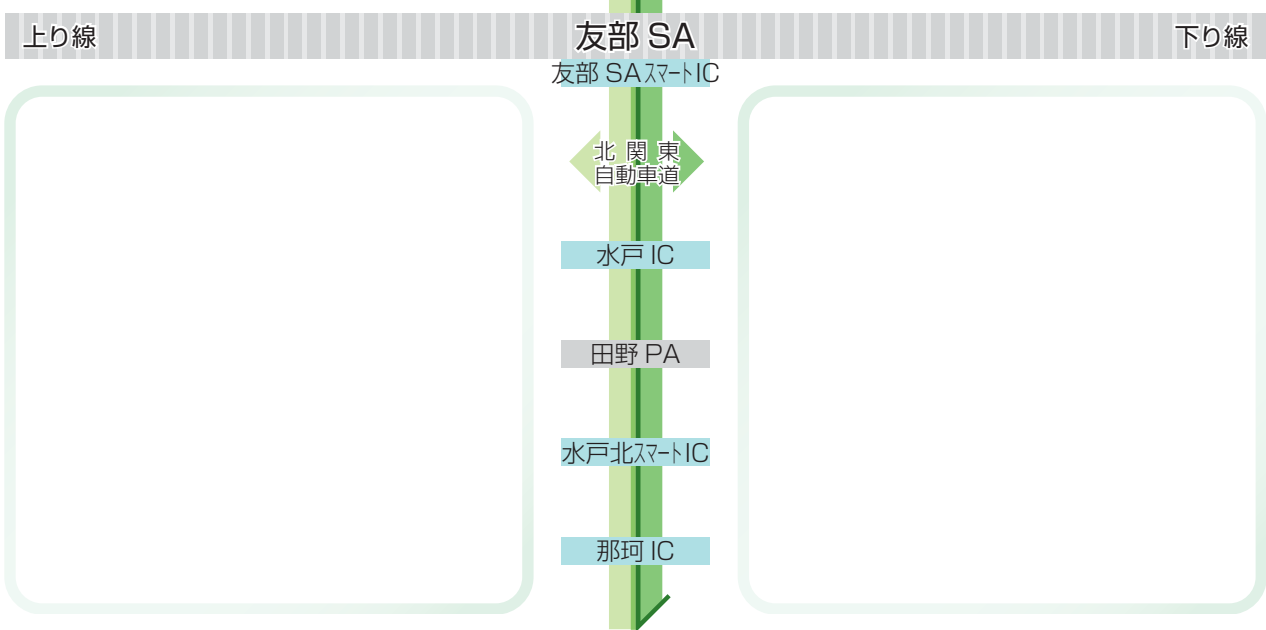 上り線
友部 SA
下り線
友部 SAスマートIC
北関東
自動車道
水戸 IC
田野 PA
水戸北スマートIC
那珂 IC